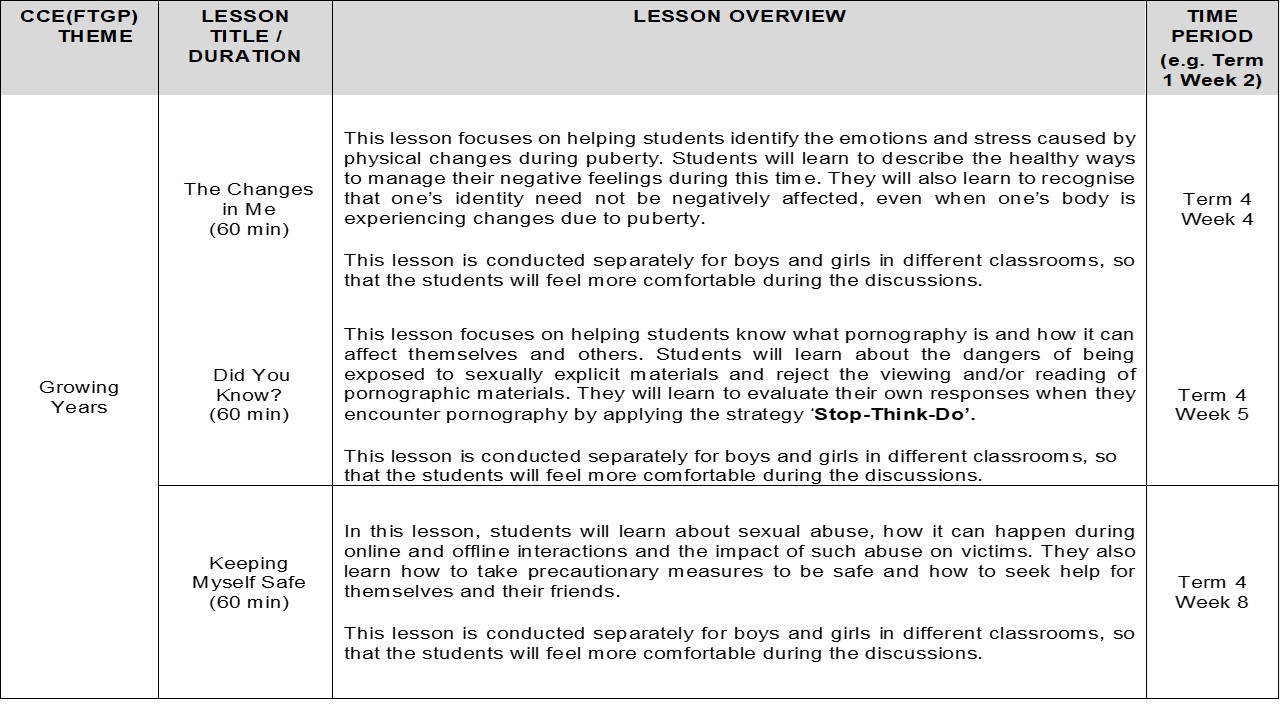 CCE(FTGP)
THEME
LESSON
TITLE /
DURATION
LESSON OVERVIEW
TIME
PERIOD
(e.g. Term
1 Week 2)
Growing
Years
The Changes
in Me
(60 min)
This lesson focuses on helping students identify the emotions and stress caused by
physical changes during puberty. Students will learn to describe the healthy ways
to manage their negative feelings during this time. They will also learn to recognise
that one’s identity need not be negatively affected, even when one’s body is
experiencing changes due to puberty.
This lesson is conducted separately for boys and girls in different classrooms, so
that the students will feel more comfortable during the discussions.
Term 4
Week 4
Did You
Know?
(60 min)
This lesson focuses on helping students know what pornography is and how it can
affect themselves and others. Students will learn about the dangers of being
exposed to sexually explicit materials and reject the viewing and/or reading of
pornographic materials. They will learn to evaluate their own responses when they
encounter pornography by applying the strategy ‘Stop-Think-Do’.
This lesson is conducted separately for boys and girls in different classrooms, so
that the students will feel more comfortable during the discussions.
Term 4
Week 5
Keeping
Myself Safe
(60 min)
In this lesson, students will learn about sexual abuse, how it can happen during
online and offline interactions and the impact of such abuse on victims. They also
learn how to take precautionary measures to be safe and how to seek help for
themselves and their friends.
This lesson is conducted separately for boys and girls in different classrooms, so
that the students will feel more comfortable during the discussions.
Term 4
Week 8